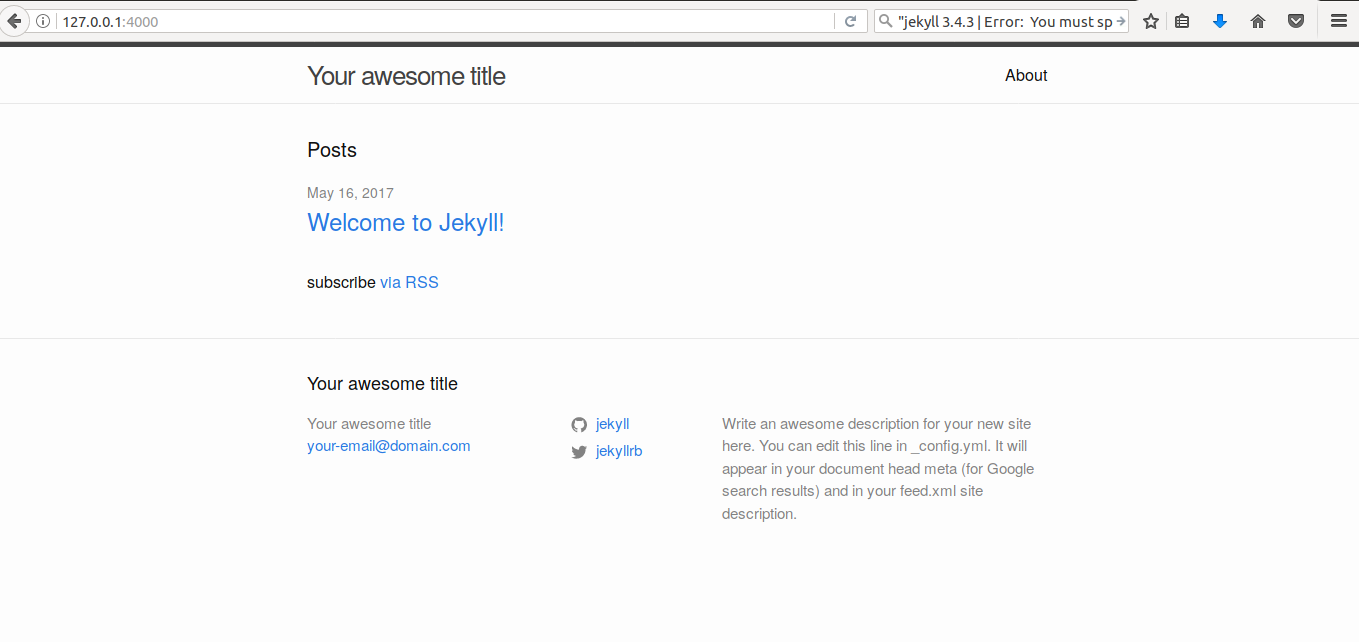 127.0.0.1:4000
"jekyll 3.4.3 | Error:  You must sp
Your awesome title
About
Posts
May 16, 2017
Welcome to Jekyll!
subscribe via RSS
Your awesome title
Your awesome title
your-email@domain.com
jekyll
jekyllrb
Write an awesome description for your new site
here. You can edit this line in _config.yml. It will
appear in your document head meta (for Google
search results) and in your feed.xml site
description.